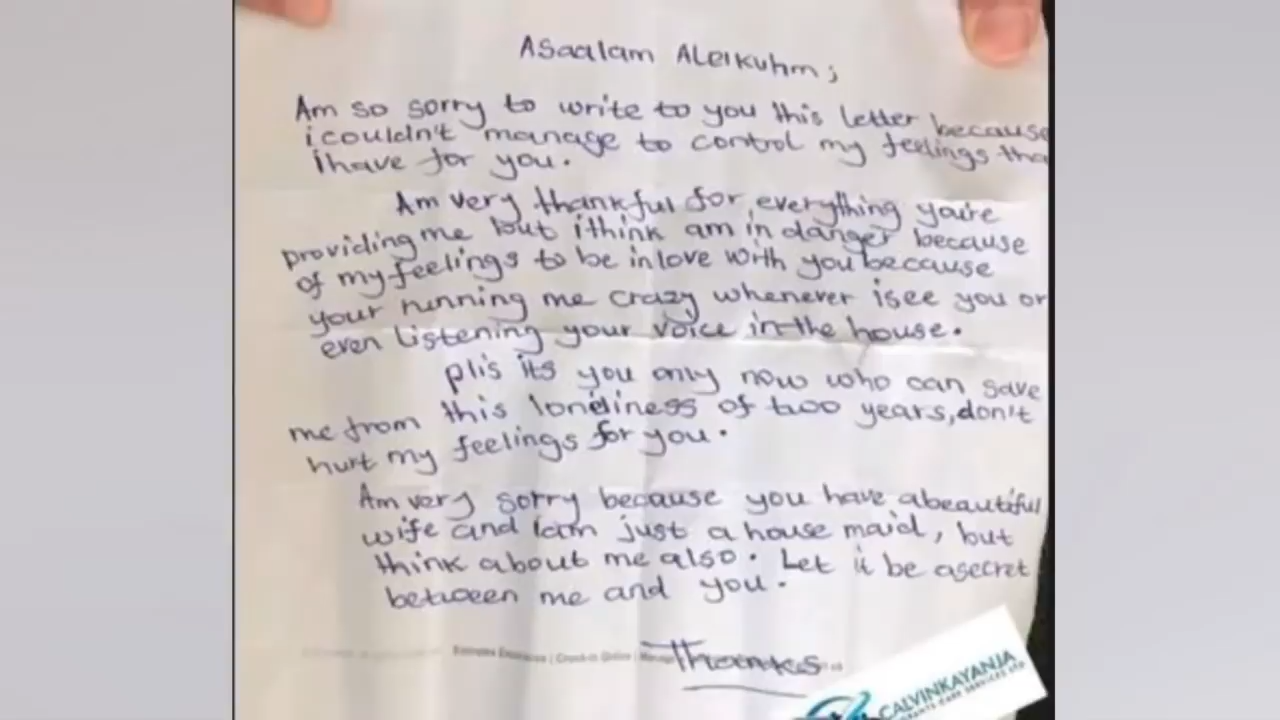 Asaalam Aleikuhm;
Am so sorry to write to you this letter because
i couldn't manage to control my feelings tha
i have for you.
Am very thankful for everything you're
providing me but ithink am in danger because
of my feelings to be inlove with you because
your running me crazy whenever isee you or
even listening your voice in the house.
plis its you only now who can save
me from this loneliness of two years, don't
hurt my feelings for you.
Am very sorry because you have abeautiful
wife and Iam just a house maid, but
think about me also. Let it be asecret
between me and you.
Thanks
CALVINKAYANJA